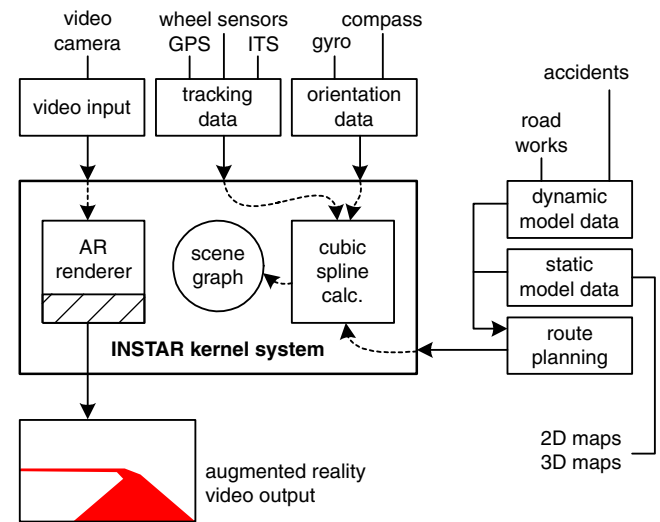 video
camera
wheel sensors
GPS
ITS
compass
gyro
video input
tracking
data
orientation
data
accidents
road
works
dynamic
model data
static
model data
route
planning
AR
renderer
scene
graph
cubic
spline
calc.
INSTAR kernel system
2D maps
3D maps
augmented reality
video output